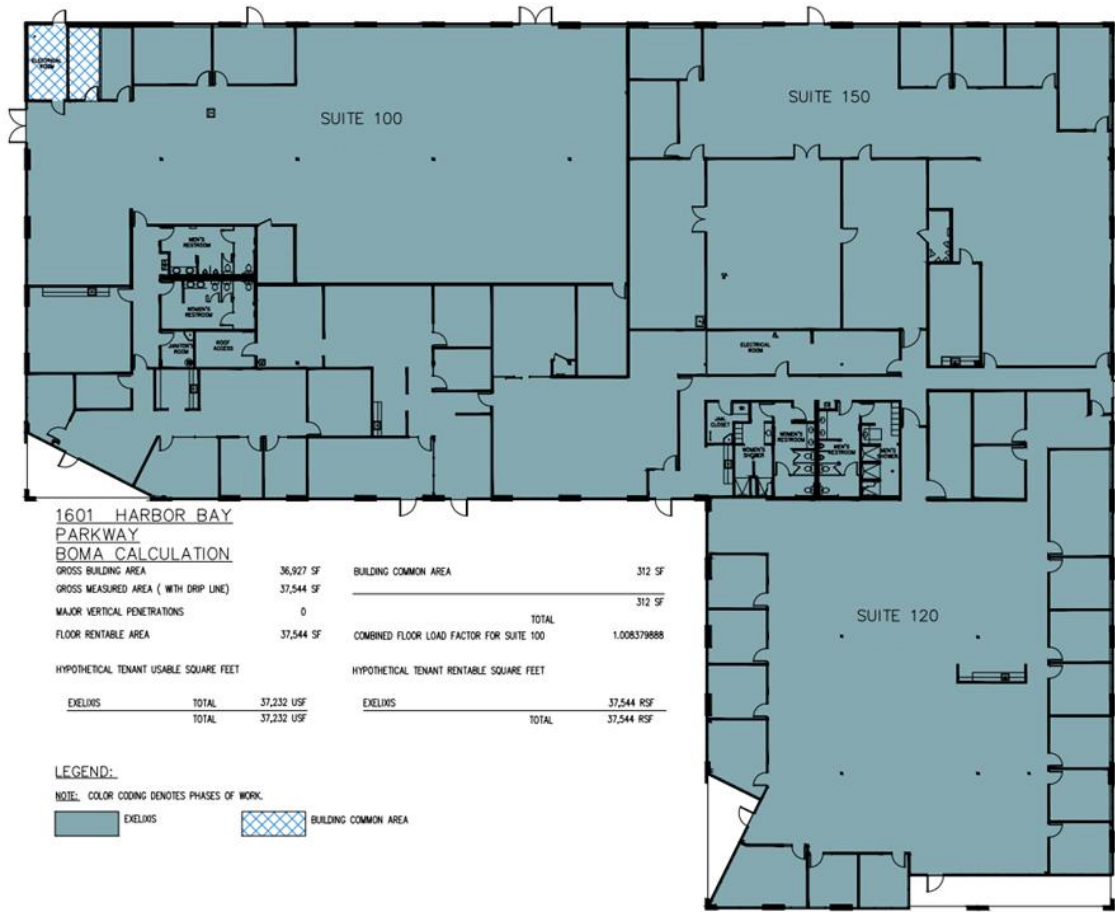 ELECTRICAL
ROOM
SUITE 100
SUITE 150
MEN'S
RESTROOM
WOMEN'S
RESTROOM
JANITOR'S
ROOM
ROOF
ACCESS
ELECTRICAL
ROOM
JAN.
CLOSET
WOMEN'S
SHOWER
WOMEN'S
RESTROOM
MEN'S
RESTROOM
MEN'S
SHOWER
SUITE 120
1601 HARBOR BAY
PARKWAY
BOMA CALCULATION
GROSS BUILDING AREA 36,927 SF
GROSS MEASURED AREA ( WITH DRIP LINE) 37,544 SF
MAJOR VERTICAL PENETRATIONS 0
FLOOR RENTABLE AREA 37,544 SF
BUILDING COMMON AREA 312 SF
312 SF
TOTAL
COMBINED FLOOR LOAD FACTOR FOR SUITE 100 1.008379888
HYPOTHETICAL TENANT USABLE SQUARE FEET
EXELIXIS TOTAL 37,232 USF
TOTAL 37,232 USF
HYPOTHETICAL TENANT RENTABLE SQUARE FEET
EXELIXIS 37,544 RSF
TOTAL 37,544 RSF
LEGEND:
NOTE: COLOR CODING DENOTES PHASES OF WORK.
EXELIXIS
BUILDING COMMON AREA